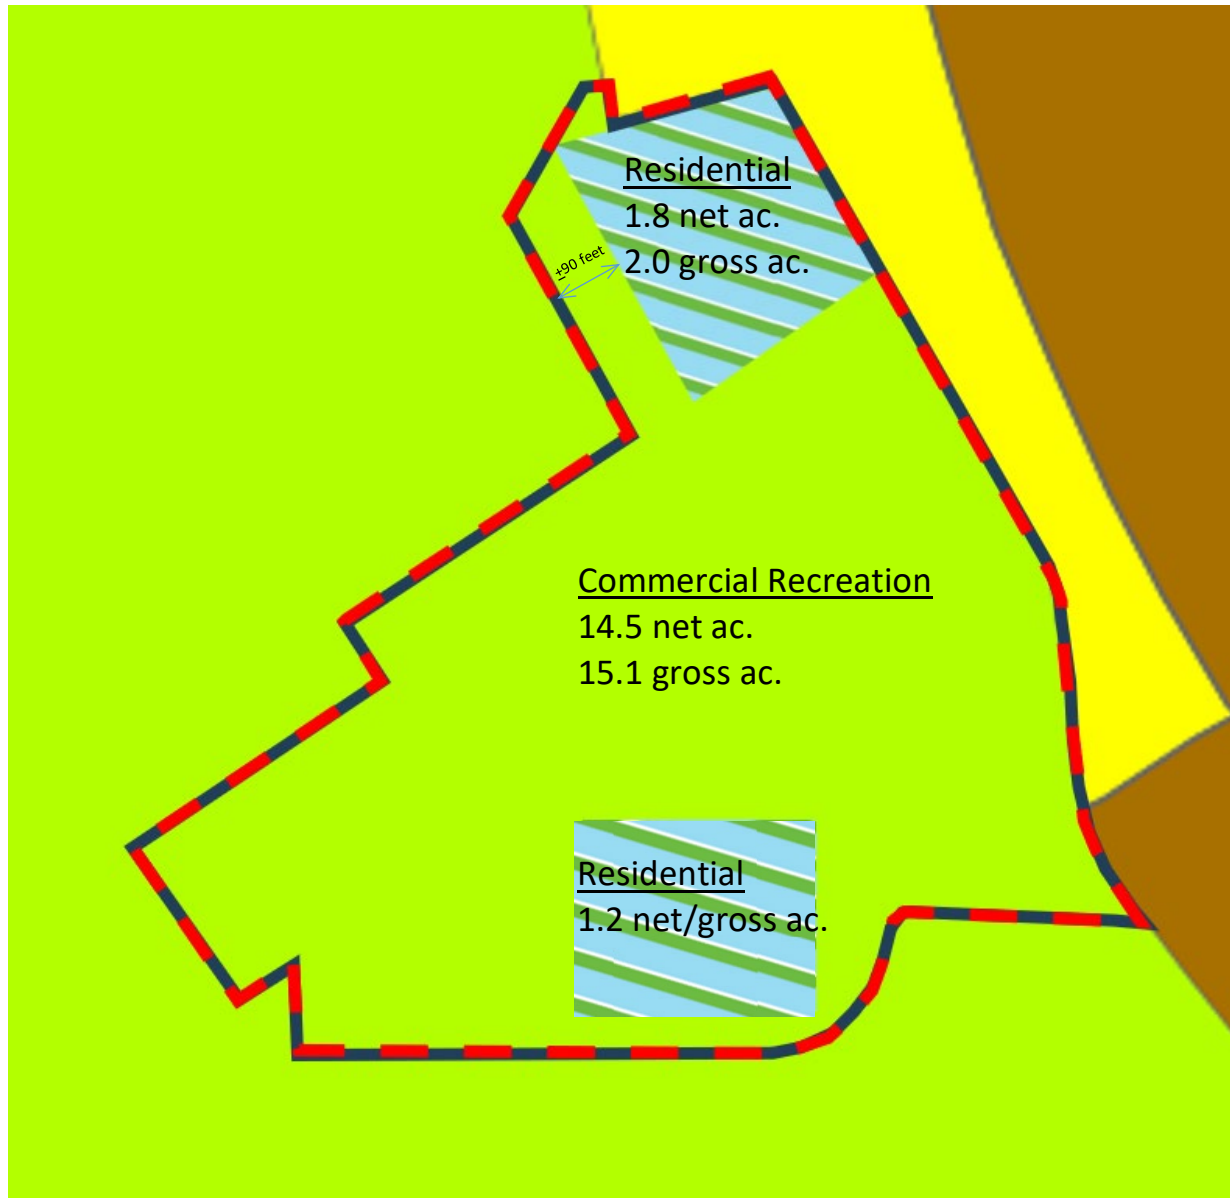 Residential
1.8 net ac.
2.0 gross ac.
±90 feet
Commercial Recreation
14.5 net ac.
15.1 gross ac.
Residential
1.2 net/gross ac.